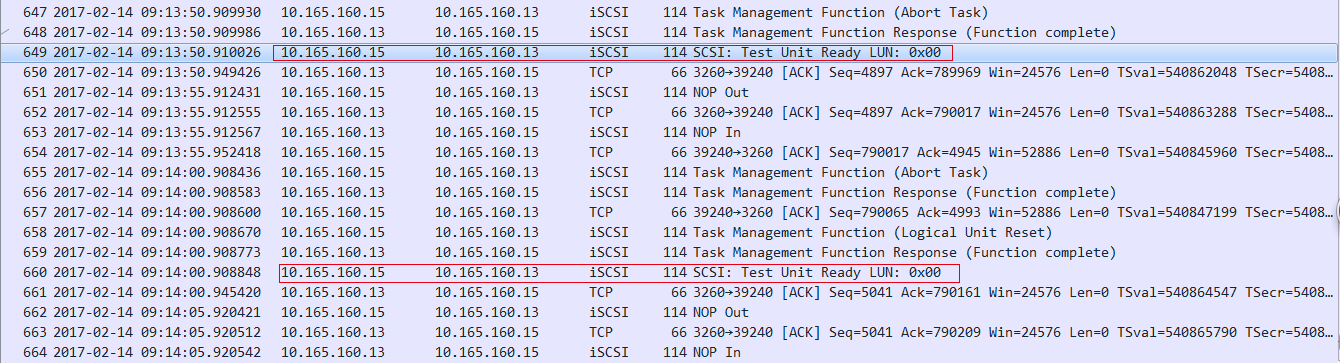 647 2017-02-14 09:13:50.909930 10.165.160.15 10.165.160.13 iSCSI 114 Task Management Function (Abort Task)
648 2017-02-14 09:13:50.909986 10.165.160.13 10.165.160.15 iSCSI 114 Task Management Function Response (Function complete)
649 2017-02-14 09:13:50.910026 10.165.160.15 10.165.160.13 iSCSI 114 SCSI: Test Unit Ready LUN: 0x00
650 2017-02-14 09:13:50.949426 10.165.160.13 10.165.160.15 TCP 66 3260→39240 [ACK] Seq=4897 Ack=789969 Win=24576 Len=0 TSval=540862048 TSecr=5408…
651 2017-02-14 09:13:55.912431 10.165.160.15 10.165.160.13 iSCSI 114 NOP Out
652 2017-02-14 09:13:55.912555 10.165.160.13 10.165.160.15 TCP 66 3260→39240 [ACK] Seq=4897 Ack=790017 Win=24576 Len=0 TSval=540863288 TSecr=5408…
653 2017-02-14 09:13:55.912567 10.165.160.13 10.165.160.15 iSCSI 114 NOP In
654 2017-02-14 09:13:55.952418 10.165.160.15 10.165.160.13 TCP 66 39240→3260 [ACK] Seq=790017 Ack=4945 Win=52886 Len=0 TSval=540845960 TSecr=5408…
655 2017-02-14 09:14:00.908436 10.165.160.15 10.165.160.13 iSCSI 114 Task Management Function (Abort Task)
656 2017-02-14 09:14:00.908583 10.165.160.13 10.165.160.15 iSCSI 114 Task Management Function Response (Function complete)
657 2017-02-14 09:14:00.908600 10.165.160.15 10.165.160.13 TCP 66 39240→3260 [ACK] Seq=790065 Ack=4993 Win=52886 Len=0 TSval=540847199 TSecr=5408…
658 2017-02-14 09:14:00.908670 10.165.160.15 10.165.160.13 iSCSI 114 Task Management Function (Logical Unit Reset)
659 2017-02-14 09:14:00.908773 10.165.160.13 10.165.160.15 iSCSI 114 Task Management Function Response (Function complete)
660 2017-02-14 09:14:00.908848 10.165.160.15 10.165.160.13 iSCSI 114 SCSI: Test Unit Ready LUN: 0x00
661 2017-02-14 09:14:00.945420 10.165.160.13 10.165.160.15 TCP 66 3260→39240 [ACK] Seq=5041 Ack=790161 Win=24576 Len=0 TSval=540864547 TSecr=5408…
662 2017-02-14 09:14:05.920421 10.165.160.15 10.165.160.13 iSCSI 114 NOP Out
663 2017-02-14 09:14:05.920512 10.165.160.13 10.165.160.15 TCP 66 3260→39240 [ACK] Seq=5041 Ack=790209 Win=24576 Len=0 TSval=540865790 TSecr=5408…
664 2017-02-14 09:14:05.920542 10.165.160.13 10.165.160.15 iSCSI 114 NOP In